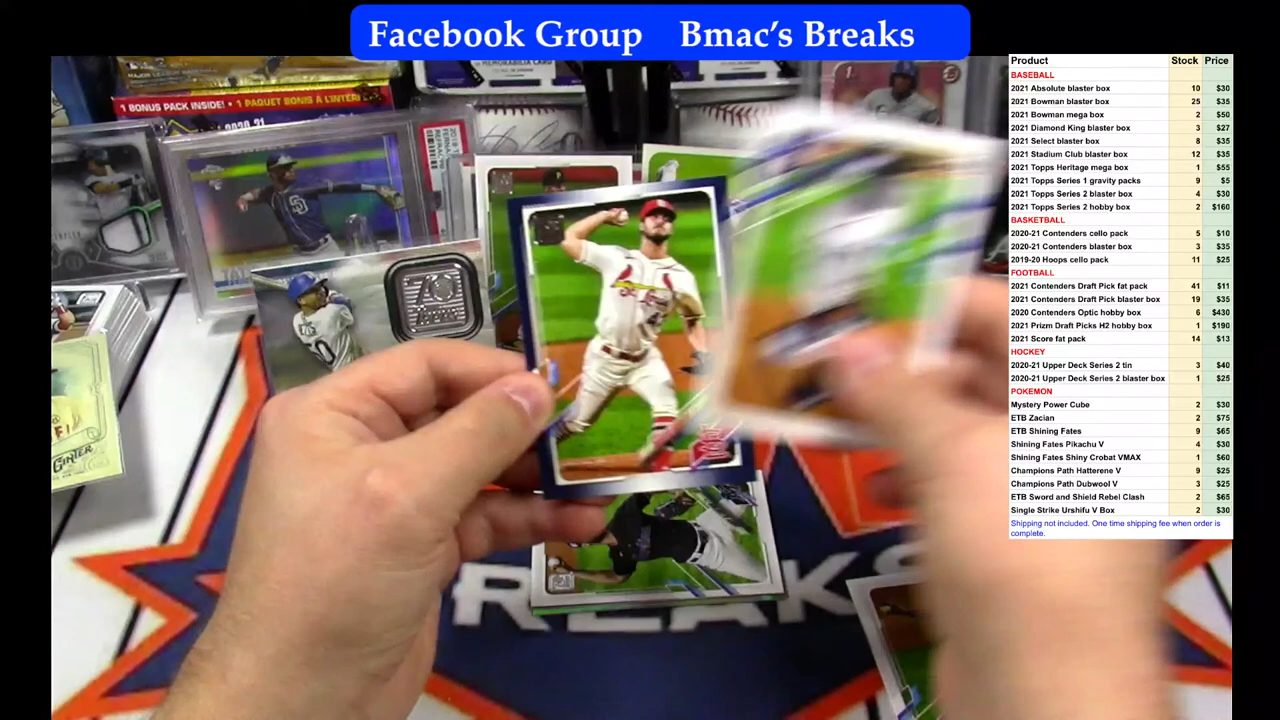 Facebook Group Bmac's Breaks
MAJOR LEAGUE
MEMORABILIA CARD
1 BONUS PACK INSIDE! • 1 PAQUET BONIS A L'INTÉR
2020-21
Product Stock Price
BASEBALL
2021 Absolute blaster box 10 $30
2021 Bowman blaster box 25 $35
2021 Bowman mega box 2 $50
2021 Diamond King blaster box 3 $27
2021 Select blaster box 8 $35
2021 Stadium Club blaster box 12 $35
2021 Topps Heritage mega box 1 $55
2021 Topps Series 1 gravity packs 9 $5
2021 Topps Series 2 blaster box 4 $30
2021 Topps Series 2 hobby box 2 $160
BASKETBALL
2020-21 Contenders cello pack 5 $10
2020-21 Contenders blaster box 3 $35
2019-20 Hoops cello pack 11 $25
FOOTBALL
2021 Contenders Draft Pick fat pack 41 $11
2021 Contenders Draft Pick blaster box 19 $35
2020 Contenders Optic hobby box 6 $430
2021 Prizm Draft Picks H2 hobby box 1 $190
2021 Score fat pack 14 $13
HOCKEY
2020-21 Upper Deck Series 2 tin 3 $40
2020-21 Upper Deck Series 2 blaster box 1 $25
POKEMON
Mystery Power Cube 2 $30
ETB Zacian 2 $75
ETB Shining Fates 9 $65
Shining Fates Pikachu V 4 $30
Shining Fates Shiny Crobat VMAX 1 $60
Champions Path Hatterene V 9 $25
Champions Path Dubwool V 3 $25
ETB Sword and Shield Rebel Clash 2 $65
Single Strike Urshifu V Box 2 $30
Shipping not included. One time shipping fee when order is
complete.
70
GINTER
REAKS